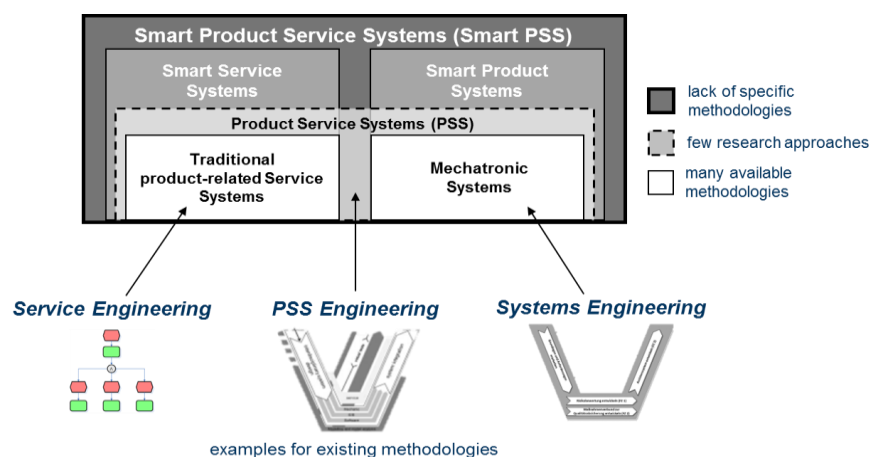 Smart Product Service Systems (Smart PSS)
Smart Service
Systems
Smart Product
Systems
Product Service Systems (PSS)
Traditional
product-related Service
Systems
Mechatronic
Systems
lack of specific
methodologies
few research approaches
many available
methodologies
Service Engineering
PSS Engineering
Systems Engineering
examples for existing methodologies